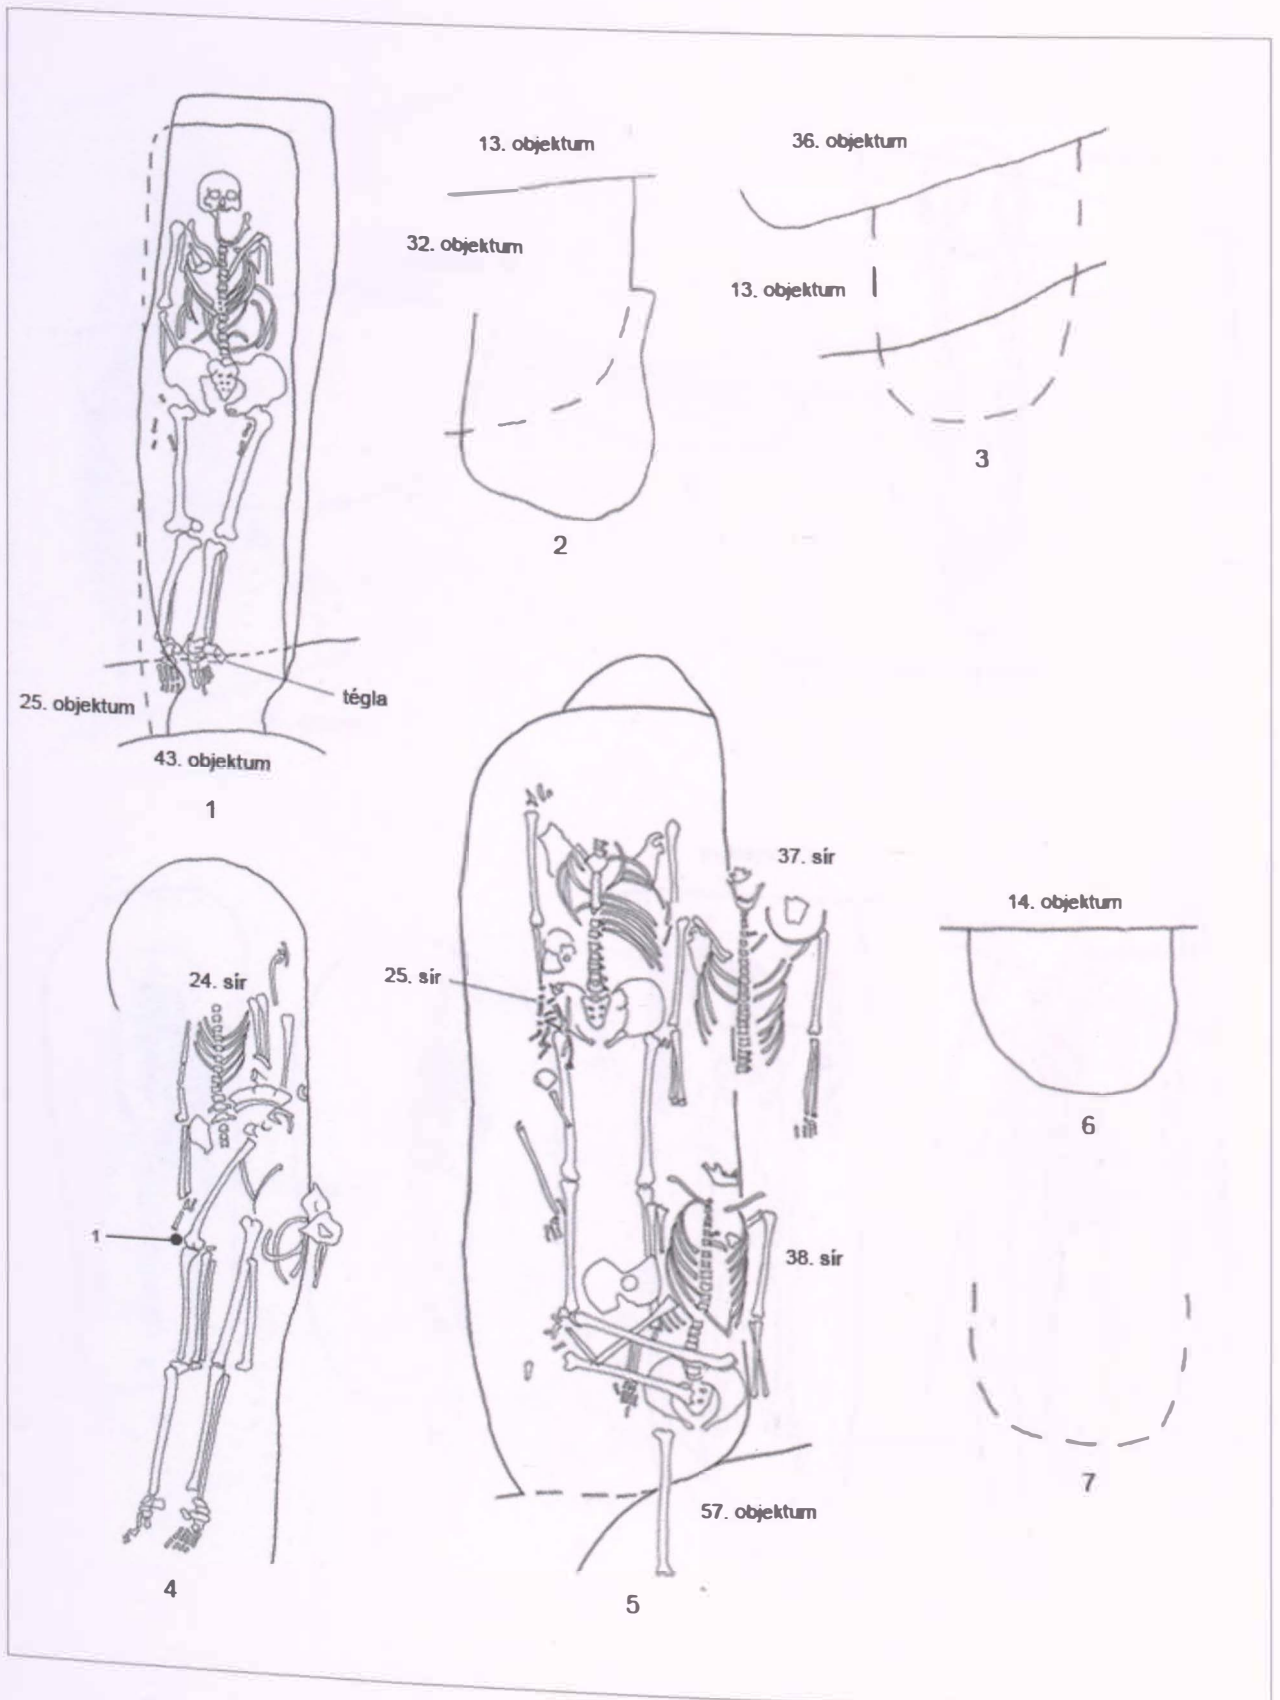 13. objektum
36. objektum
32. objektum
13. objektum
3
2
25. objektum
tégla
43. objektum
1
37. sír
14. objektum
24. sír
25. sír
6
1
38. sír
7
57. objektum
4
5